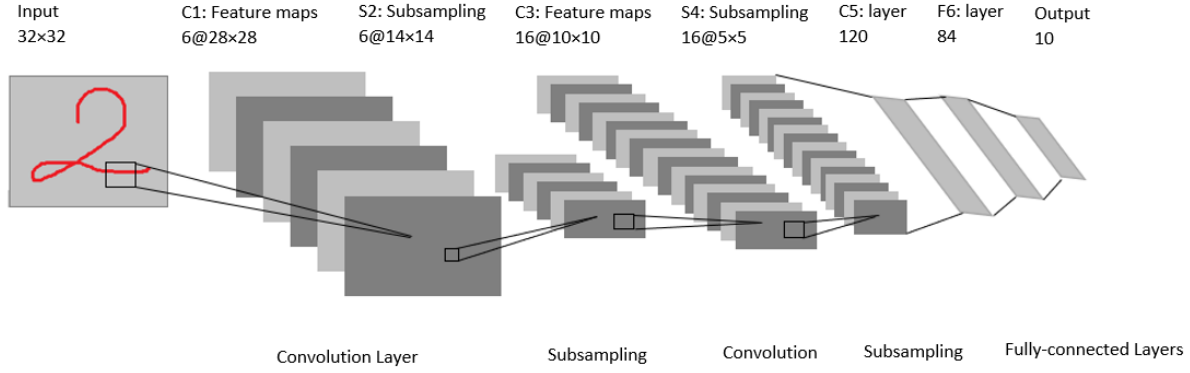 Input
32×32
C1: Feature maps
6@28×28
S2: Subsampling
6@14×14
C3: Feature maps
16@10×10
S4: Subsampling
16@5×5
C5: layer
120
F6: layer
84
Output
10
2
Convolution Layer
Subsampling
Convolution
Subsampling
Fully-connected Layers